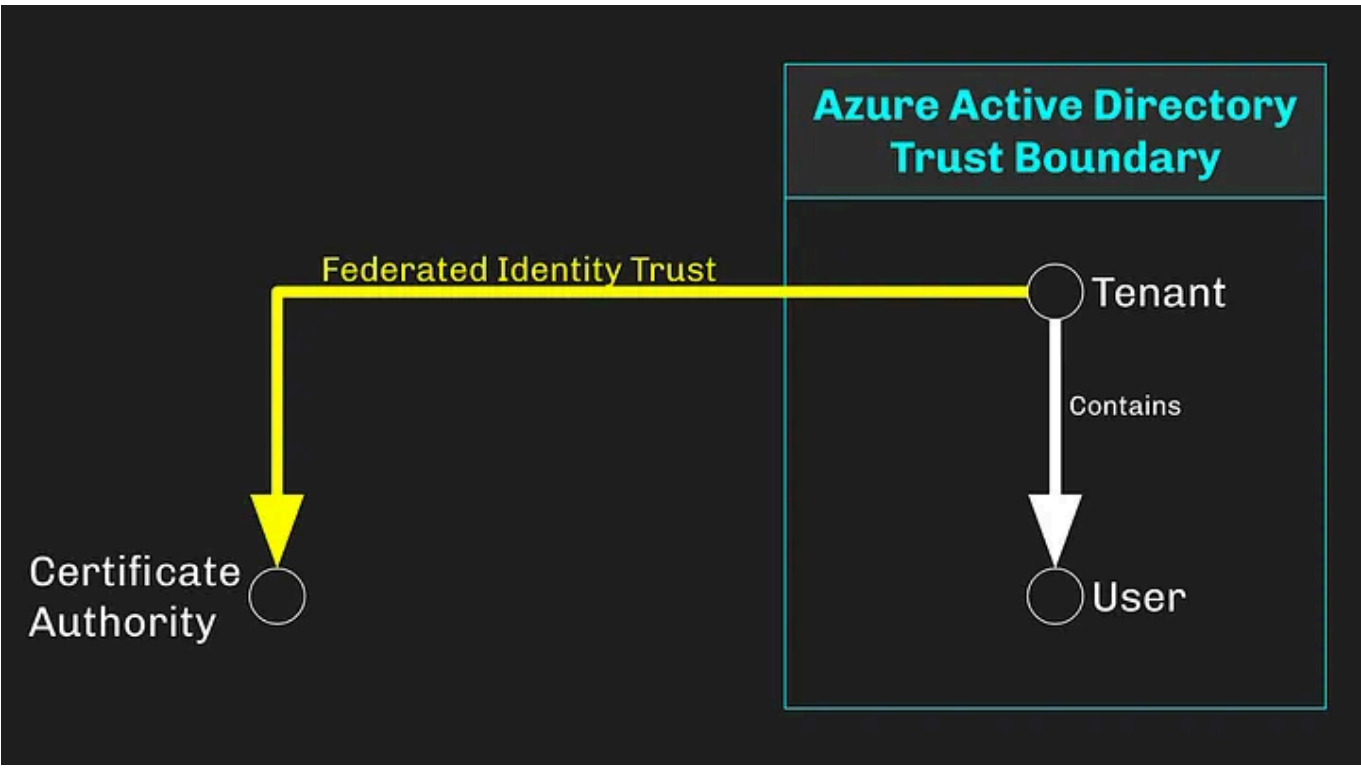 Azure Active Directory
Trust Boundary
Federated Identity Trust
Tenant
Contains
Certificate
Authority
User